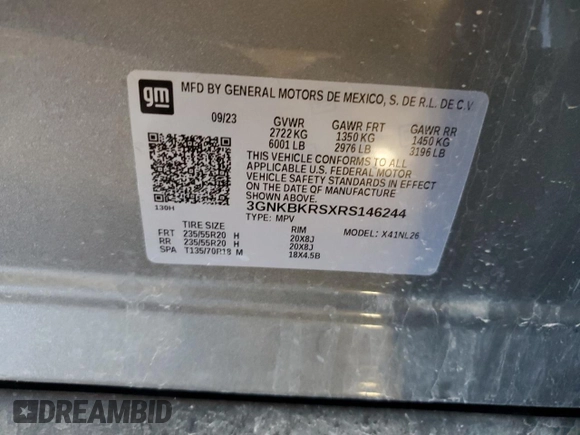 gm
MFD BY GENERAL MOTORS DE MEXICO, S. DE R.L. DE C.V
09/23 GVWR GAWR FRT GAWR RR
2722 KG 1350 KG 1450 KG
6001 LB 2976 LB 3196 LB
THIS VEHICLE CONFORMS TO ALL
APPLICABLE U.S. FEDERAL MOTOR
VEHICLE SAFETY STANDARDS IN EFFECT
ON THE DATE OF MANUFACTURE
SHOWN ABOVE.
130H 3GNKBKRSXRS146244
TYPE: MPV MODEL: X41NL26
TIRE SIZE RIM
FRT 235/55R20 H 20X8J
RR 235/55R20 H 20X8J
SPA T135/70R18 M 18X4.5B
DREAMBID